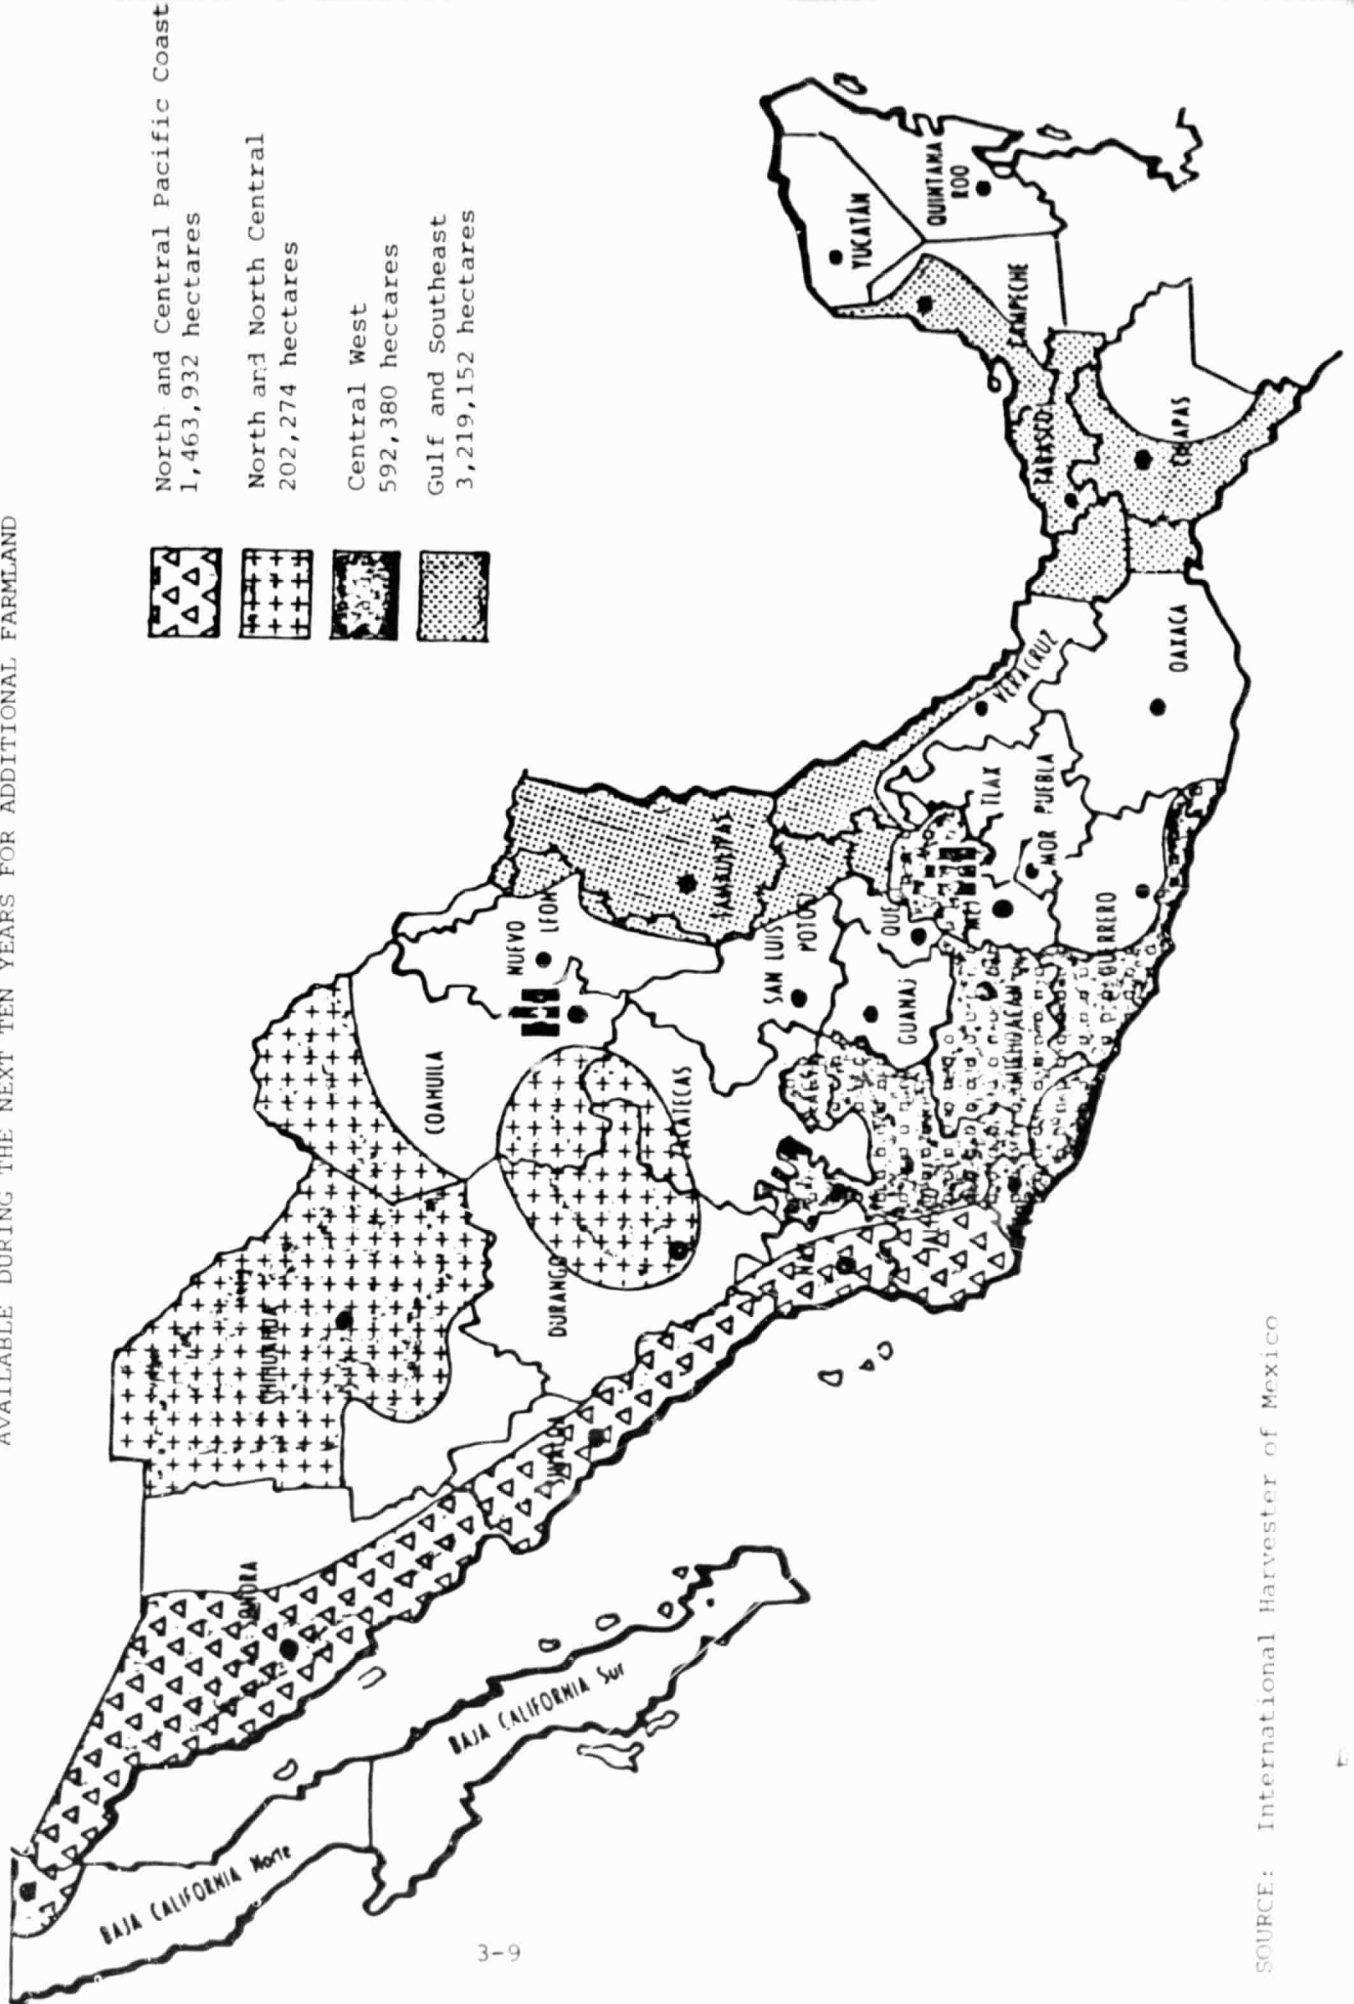 AVAILABLE DURING THE NEXT TEN YEARS FOR ADDITIONAL FARMLAND
North and Central Pacific Coast
1,463,932 hectares
North and North Central
202,274 hectares
Central West
592,380 hectares
Gulf and Southeast
3,219,152 hectares
BAJA CALIFORNIA Norte
BAJA CALIFORNIA Sur
SONORA
CHIHUAHUA
SINALOA
DURANGO
COAHUILA
NUEVO
LEON
ZACATECAS
TAMAULIPAS
SAN LUIS
POTOSI
NAY
GUANAJ
QUE
MICHOACAN
TLAX
MOR
PUEBLA
GUERRERO
VERACRUZ
OAXACA
TABASCO
CHIAPAS
CAMPECHE
YUCATÁN
QUINTAMA
ROO
SOURCE: International Harvester of Mexico
3-9